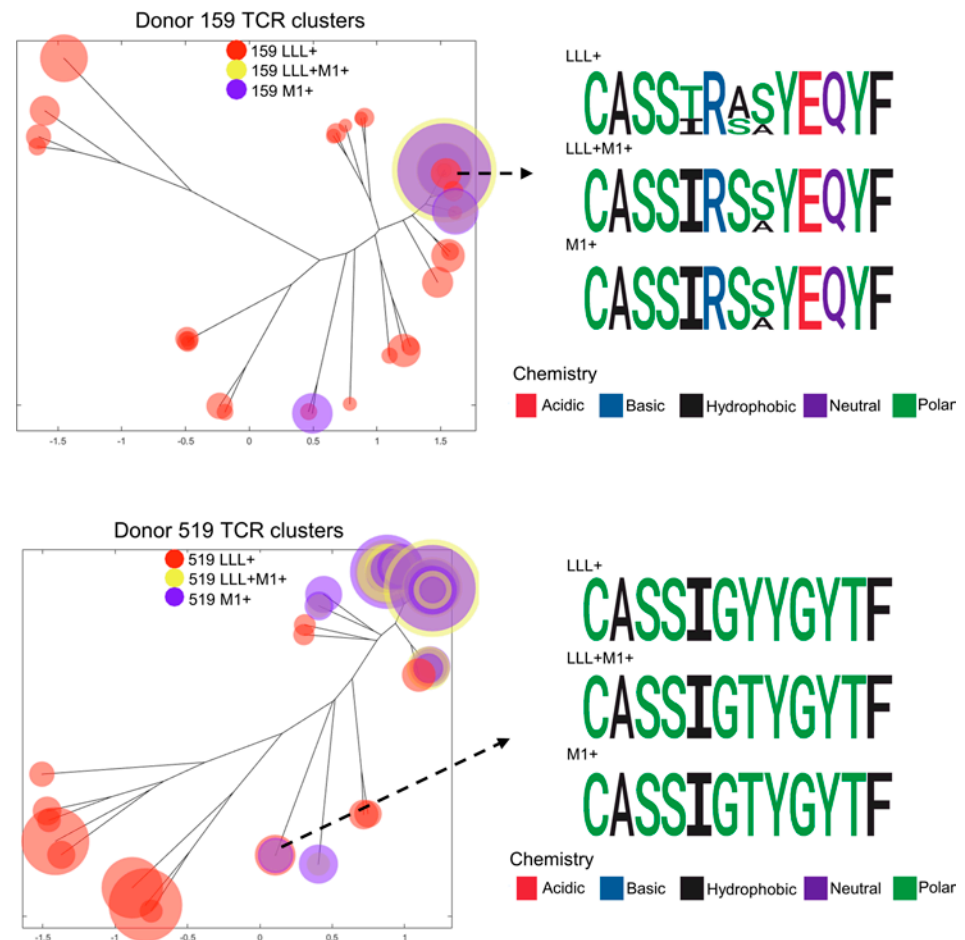 Donor 159 TCR clusters
159 LLL+
159 LLL+M1+
159 M1+
-1.5 -1 -0.5 0 0.5 1 1.5
LLL+
CASSIRASYEQYF
I SA
LLL+M1+
CASSIRSSYEQYF
A
M1+
CASSIRSSYEQYF
A
Chemistry
Acidic Basic Hydrophobic Neutral Polar
Donor 519 TCR clusters
519 LLL+
519 LLL+M1+
519 M1+
-1.5 -1 -0.5 0 0.5 1
LLL+
CASSIGYYGYTF
LLL+M1+
CASSIGTYGYTF
M1+
CASSIGTYGYTF
Chemistry
Acidic Basic Hydrophobic Neutral Polar